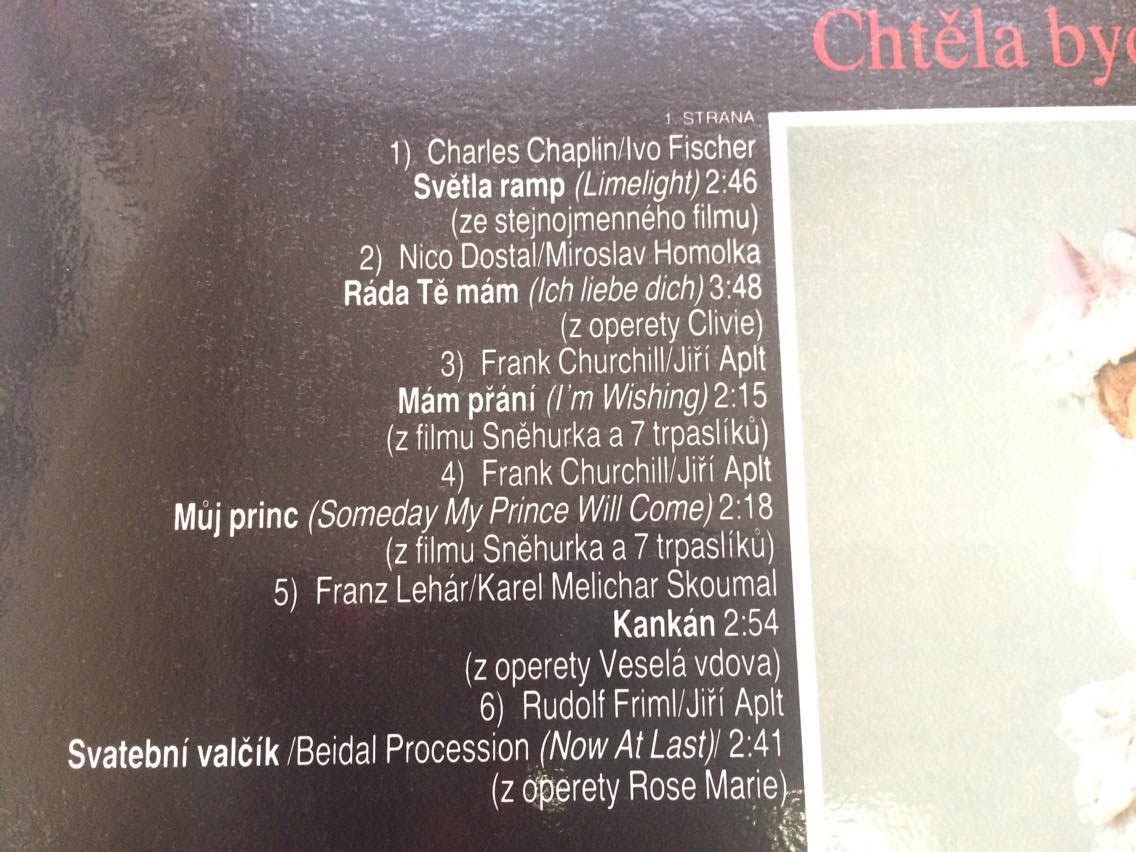 Chtěla
1. STRANA
1) Charles Chaplin/Ivo Fischer
Světla ramp (Limelight) 2:46
(ze stejnojmenného filmu)
2) Nico Dostal/Miroslav Homolka
Ráda Tě mám (Ich liebe dich) 3:48
(z operety Clivie)
3) Frank Churchill/Jiří Aplt
Mám přání (I'm Wishing) 2:15
(z filmu Sněhurka a 7 trpaslíků)
4) Frank Churchill/Jiří Aplt
Můj princ (Someday My Prince Will Come) 2:18
(z filmu Sněhurka a 7 trpaslíků)
5) Franz Lehár/Karel Melichar Skoumal
Kankán 2:54
(z operety Veselá vdova)
6) Rudolf Friml/Jiří Aplt
Svatební valčík /Beidal Procession (Now At Last)/ 2:41
(z operety Rose Marie)